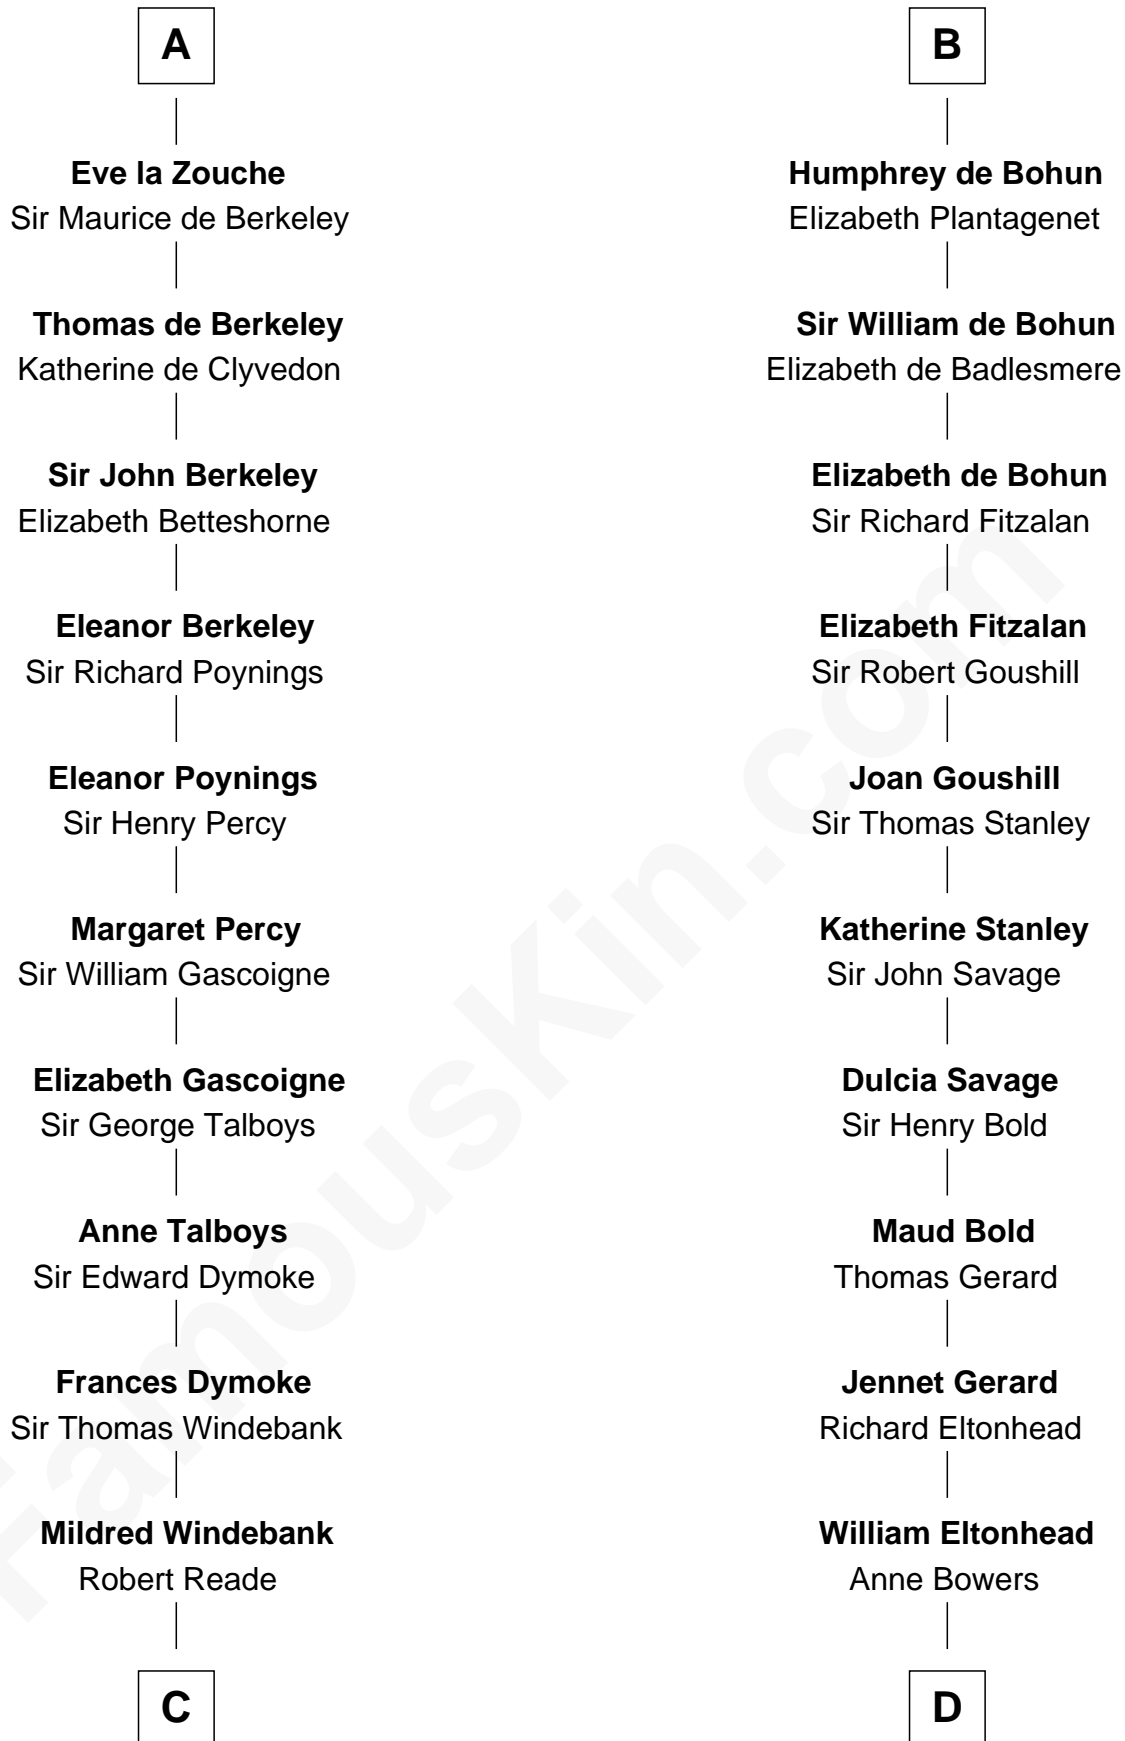 A
Eve la Zouche
Sir Maurice de Berkeley
Thomas de Berkeley
Katherine de Clyvedon
Sir John Berkeley
Elizabeth Betteshorne
Eleanor Berkeley
Sir Richard Poynings
Eleanor Poynings
Sir Henry Percy
Margaret Percy
Sir William Gascoigne
Elizabeth Gascoigne
Sir George Talboys
Anne Talboys
Sir Edward Dymoke
Frances Dymoke
Sir Thomas Windebank
Mildred Windebank
Robert Reade
C
B
Humphrey de Bohun
Elizabeth Plantagenet
Sir William de Bohun
Elizabeth de Badlesmere
Elizabeth de Bohun
Sir Richard Fitzalan
Elizabeth Fitzalan
Sir Robert Goushill
Joan Goushill
Sir Thomas Stanley
Katherine Stanley
Sir John Savage
Dulcia Savage
Sir Henry Bold
Maud Bold
Thomas Gerard
Jennet Gerard
Richard Eltonhead
William Eltonhead
Anne Bowers
D
FamousKin.com